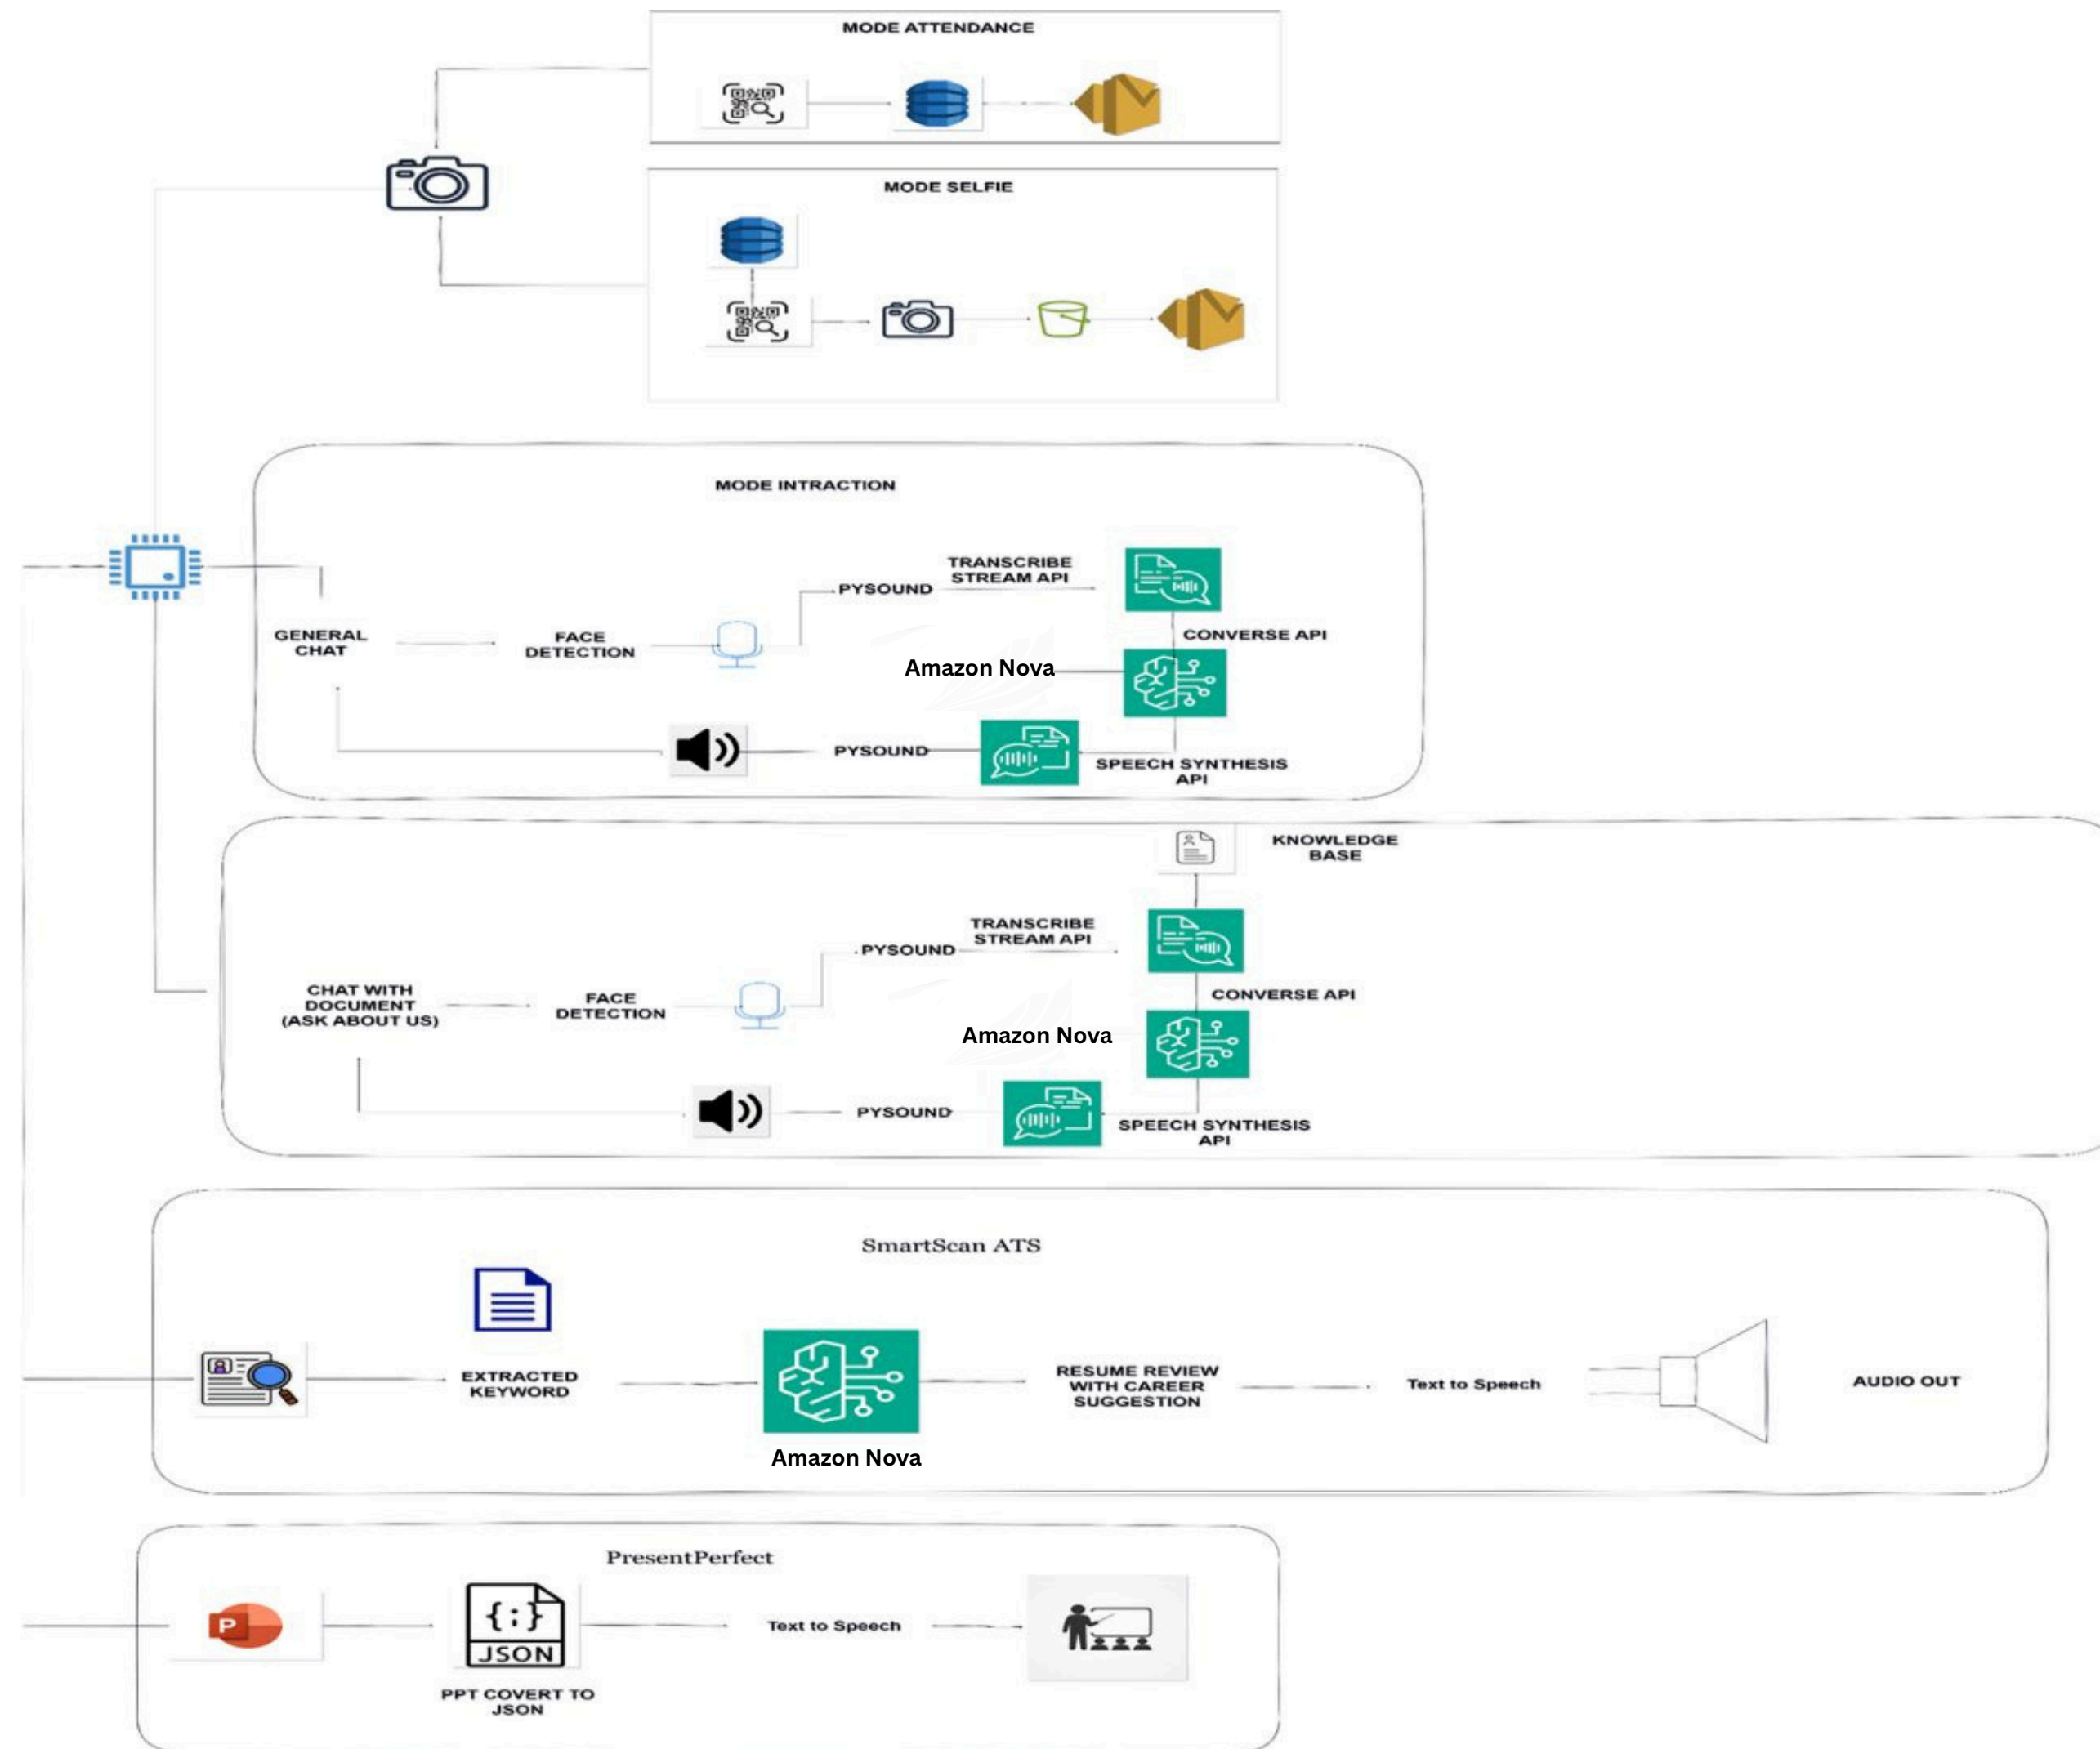 MODE ATTENDANCE
MODE SELFIE
MODE INTRACTION
TRANSCRIBE
STREAM API
PYSOUND
GENERAL
CHAT
FACE
DETECTION
CONVERSE API
Amazon Nova
PYSOUND
SPEECH SYNTHESIS
API
KNOWLEDGE
BASE
TRANSCRIBE
STREAM API
PYSOUND
CHAT WITH
DOCUMENT
(ASK ABOUT US)
FACE
DETECTION
CONVERSE API
Amazon Nova
PYSOUND
SPEECH SYNTHESIS
API
SmartScan ATS
EXTRACTED
KEYWORD
RESUME REVIEW
WITH CAREER
SUGGESTION
Text to Speech
AUDIO OUT
Amazon Nova
PresentPerfect
P
{;}
JSON
Text to Speech
PPT COVERT TO
JSON